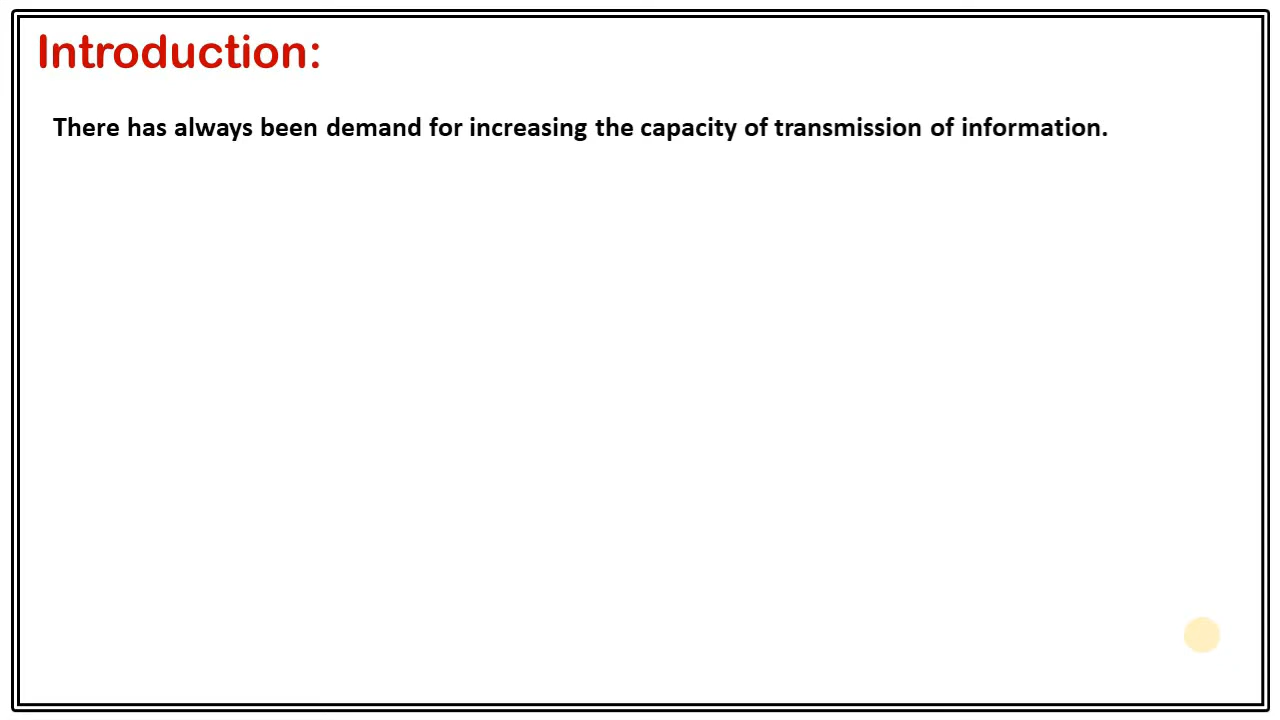 Introduction:
There has always been demand for increasing the capacity of transmission of information.